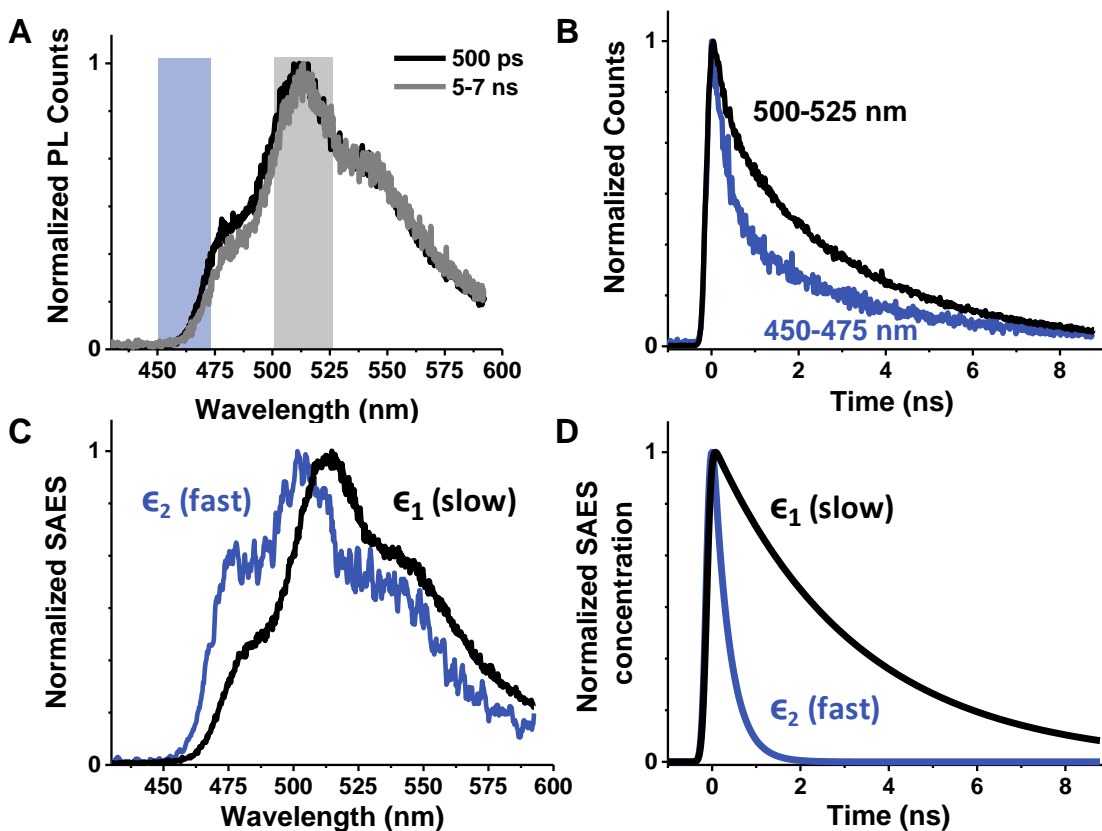 A
Normalized PL Counts
1
0
500 ps
5-7 ns
450 475 500 525 550 575 600
Wavelength (nm)
B
Normalized Counts
1
0
500-525 nm
450-475 nm
0 2 4 6 8
Time (ns)
C
Normalized SAES
1
0
ϵ2 (fast)
ϵ1 (slow)
450 475 500 525 550 575 600
Wavelength (nm)
D
Normalized SAES
concentration
1
0
ϵ1 (slow)
ϵ2 (fast)
0 2 4 6 8
Time (ns)